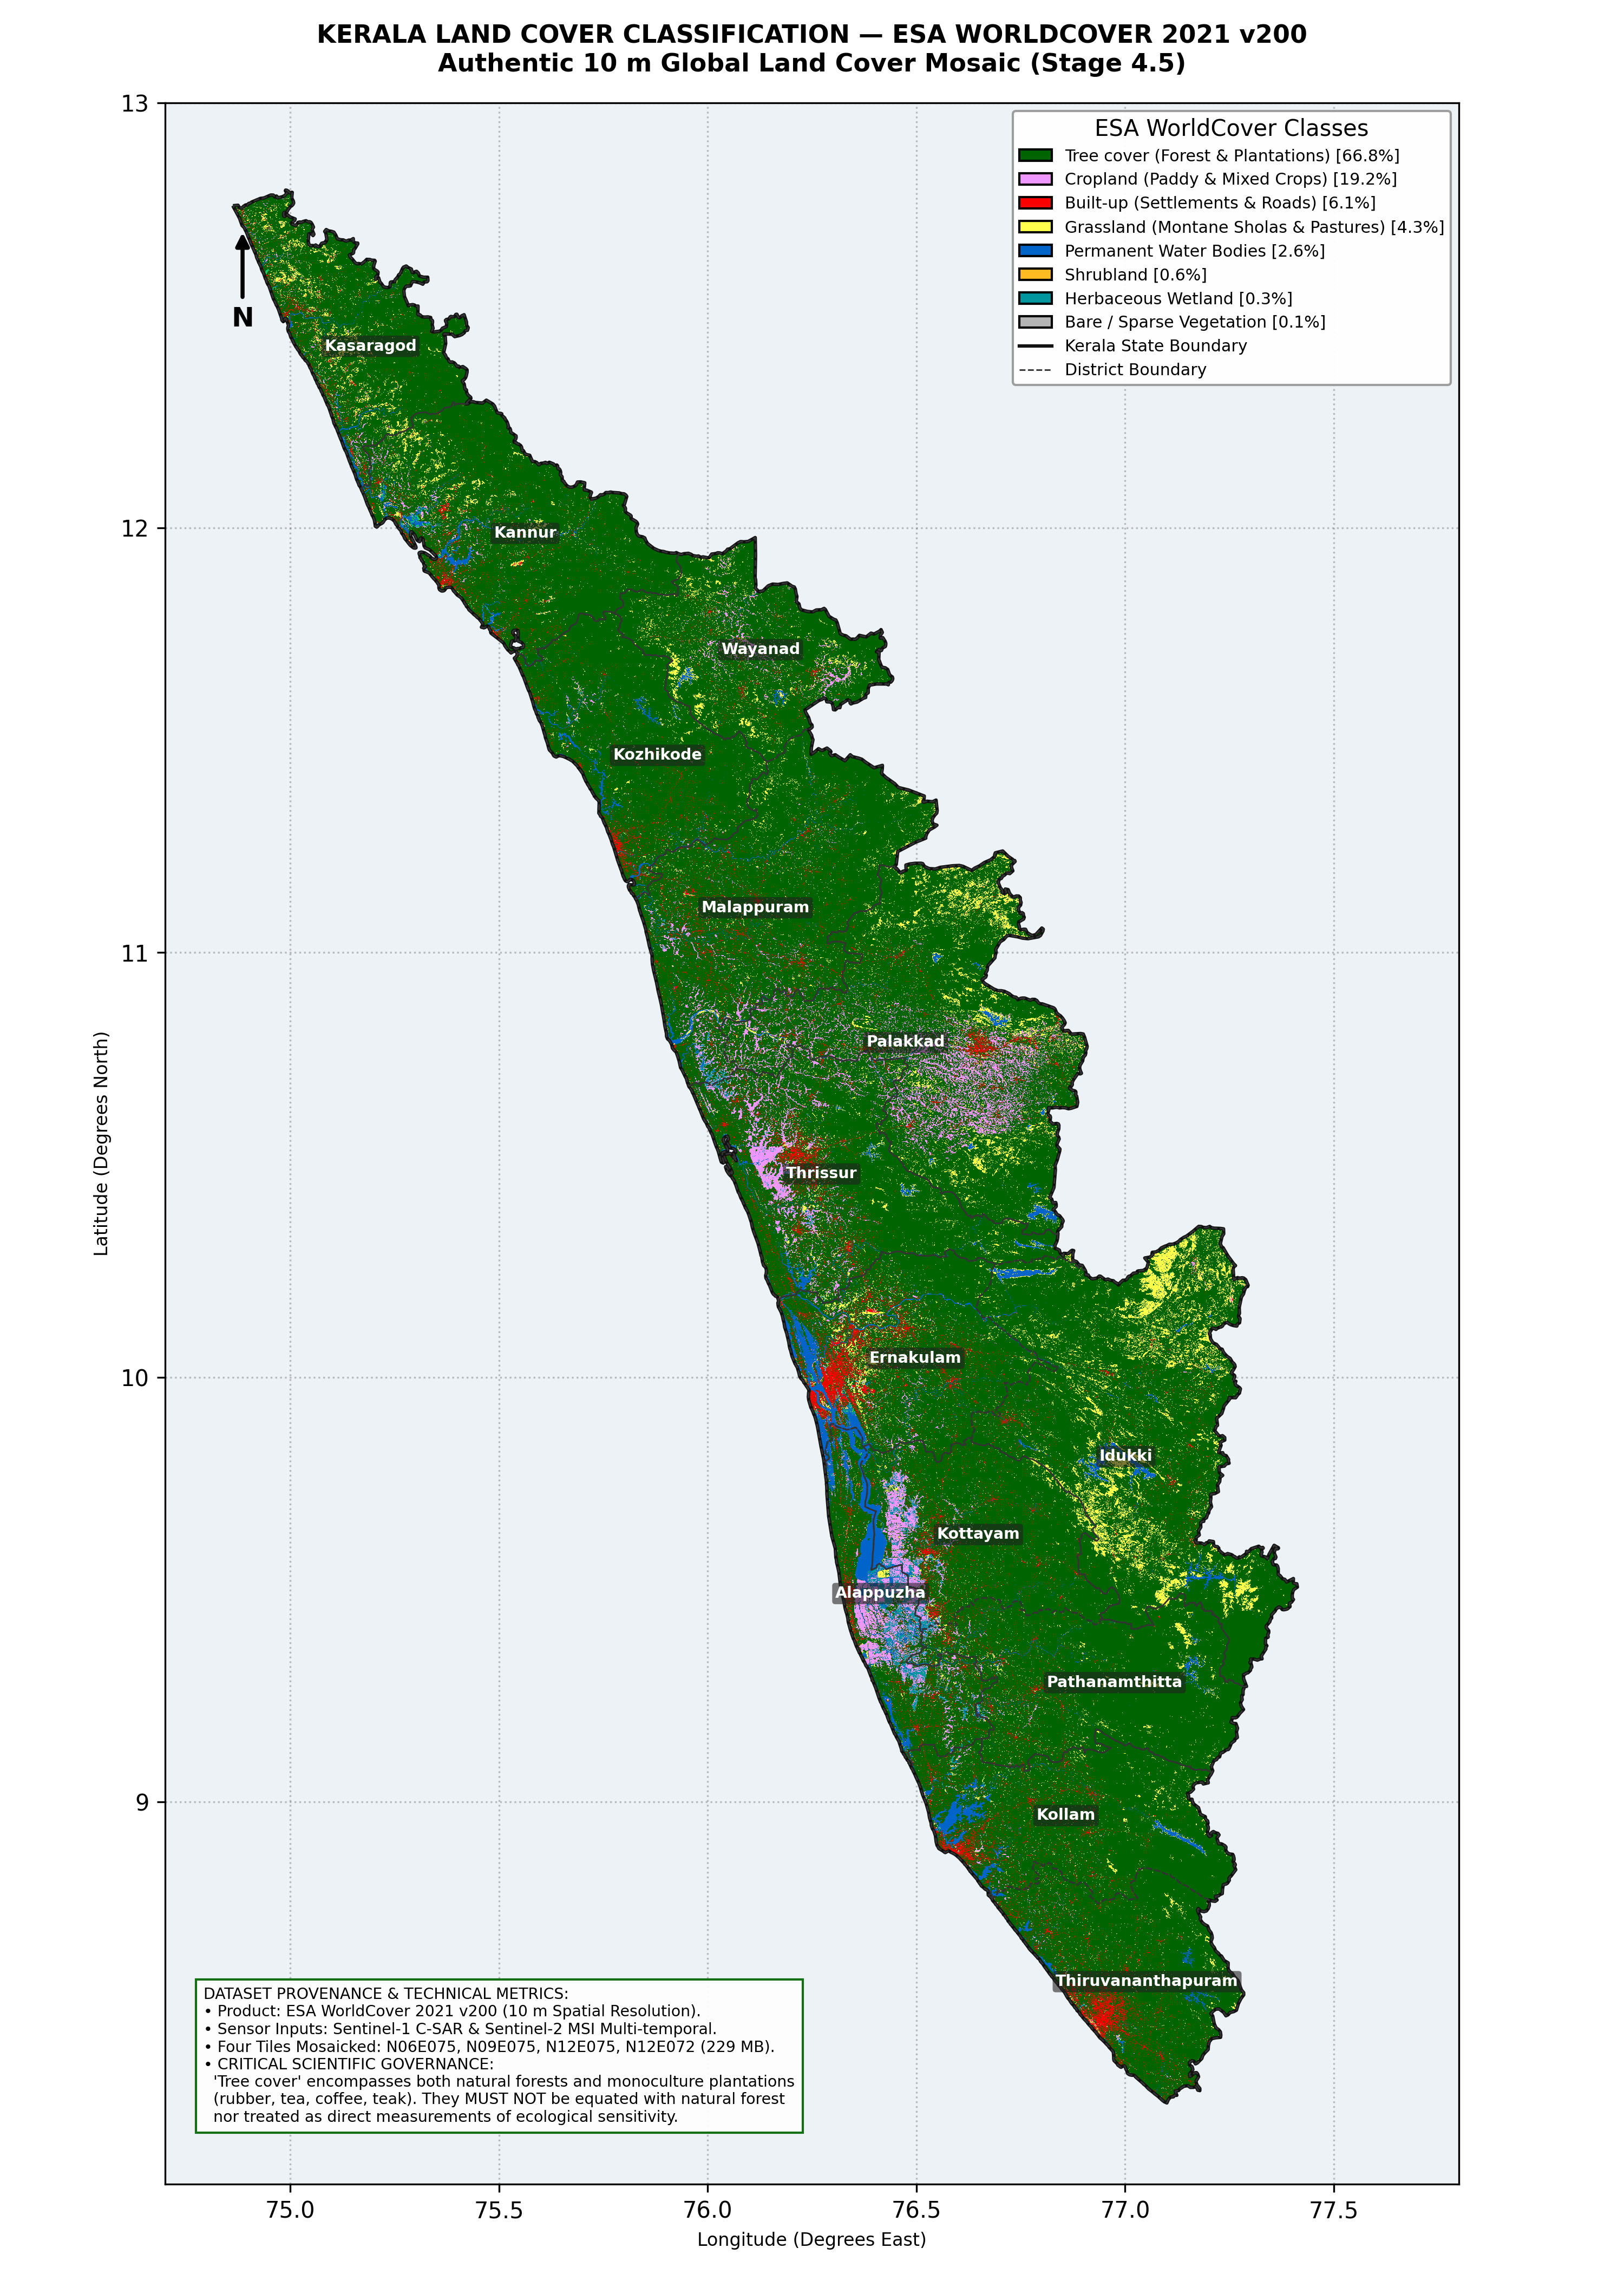 KERALA LAND COVER CLASSIFICATION — ESA WORLDCOVER 2021 v200
Authentic 10 m Global Land Cover Mosaic (Stage 4.5)
ESA WorldCover Classes
Tree cover (Forest & Plantations) [66.8%]
Cropland (Paddy & Mixed Crops) [19.2%]
Built-up (Settlements & Roads) [6.1%]
Grassland (Montane Sholas & Pastures) [4.3%]
Permanent Water Bodies [2.6%]
Shrubland [0.6%]
Herbaceous Wetland [0.3%]
Bare / Sparse Vegetation [0.1%]
Kerala State Boundary
District Boundary
13
12
11
10
9
Latitude (Degrees North)
N
Kasaragod
Kannur
Wayanad
Kozhikode
Malappuram
Palakkad
Thrissur
Ernakulam
Idukki
Kottayam
Alappuzha
Pathanamthitta
Kollam
Thiruvananthapuram
DATASET PROVENANCE & TECHNICAL METRICS:
• Product: ESA WorldCover 2021 v200 (10 m Spatial Resolution).
• Sensor Inputs: Sentinel-1 C-SAR & Sentinel-2 MSI Multi-temporal.
• Four Tiles Mosaicked: N06E075, N09E075, N12E075, N12E072 (229 MB).
• CRITICAL SCIENTIFIC GOVERNANCE:
'Tree cover' encompasses both natural forests and monoculture plantations
(rubber, tea, coffee, teak). They MUST NOT be equated with natural forest
nor treated as direct measurements of ecological sensitivity.
75.0 75.5 76.0 76.5 77.0 77.5
Longitude (Degrees East)